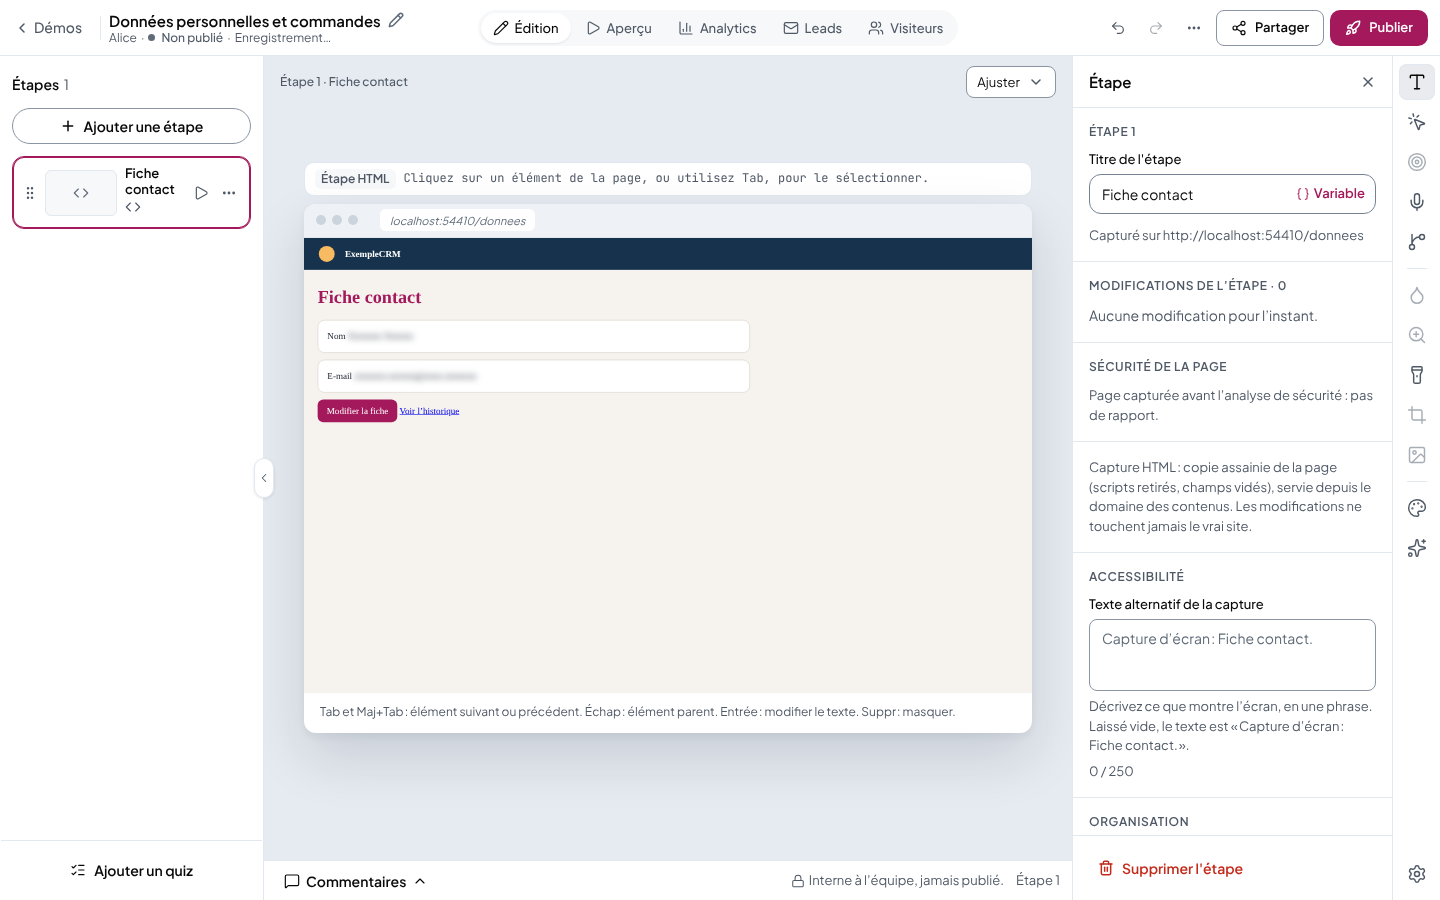 Démos
Données personnelles et commandes
Alice · Non publié · Enregistrement…
Édition
Aperçu
Analytics
Leads
Visiteurs
Partager
Publier
Étapes 1
Ajouter une étape
Fiche
contact
Ajouter un quiz
Étape 1 · Fiche contact
Ajuster
Étape HTML Cliquez sur un élément de la page, ou utilisez Tab, pour le sélectionner.
localhost:54410/donnees
ExempleCRM
Fiche contact
Nom
E-mail
Modifier la fiche Voir l’historique
Tab et Maj+Tab : élément suivant ou précédent. Échap : élément parent. Entrée : modifier le texte. Suppr : masquer.
Commentaires
Interne à l’équipe, jamais publié. Étape 1
Étape
ÉTAPE 1
Titre de l'étape
Fiche contact
{ } Variable
Capturé sur http://localhost:54410/donnees
MODIFICATIONS DE L’ÉTAPE · 0
Aucune modification pour l’instant.
SÉCURITÉ DE LA PAGE
Page capturée avant l’analyse de sécurité : pas
de rapport.
Capture HTML : copie assainie de la page
(scripts retirés, champs vidés), servie depuis le
domaine des contenus. Les modifications ne
touchent jamais le vrai site.
ACCESSIBILITÉ
Texte alternatif de la capture
Capture d’écran : Fiche contact.
Décrivez ce que montre l’écran, en une phrase.
Laissé vide, le texte est « Capture d’écran :
Fiche contact. ».
0 / 250
ORGANISATION
Supprimer l'étape